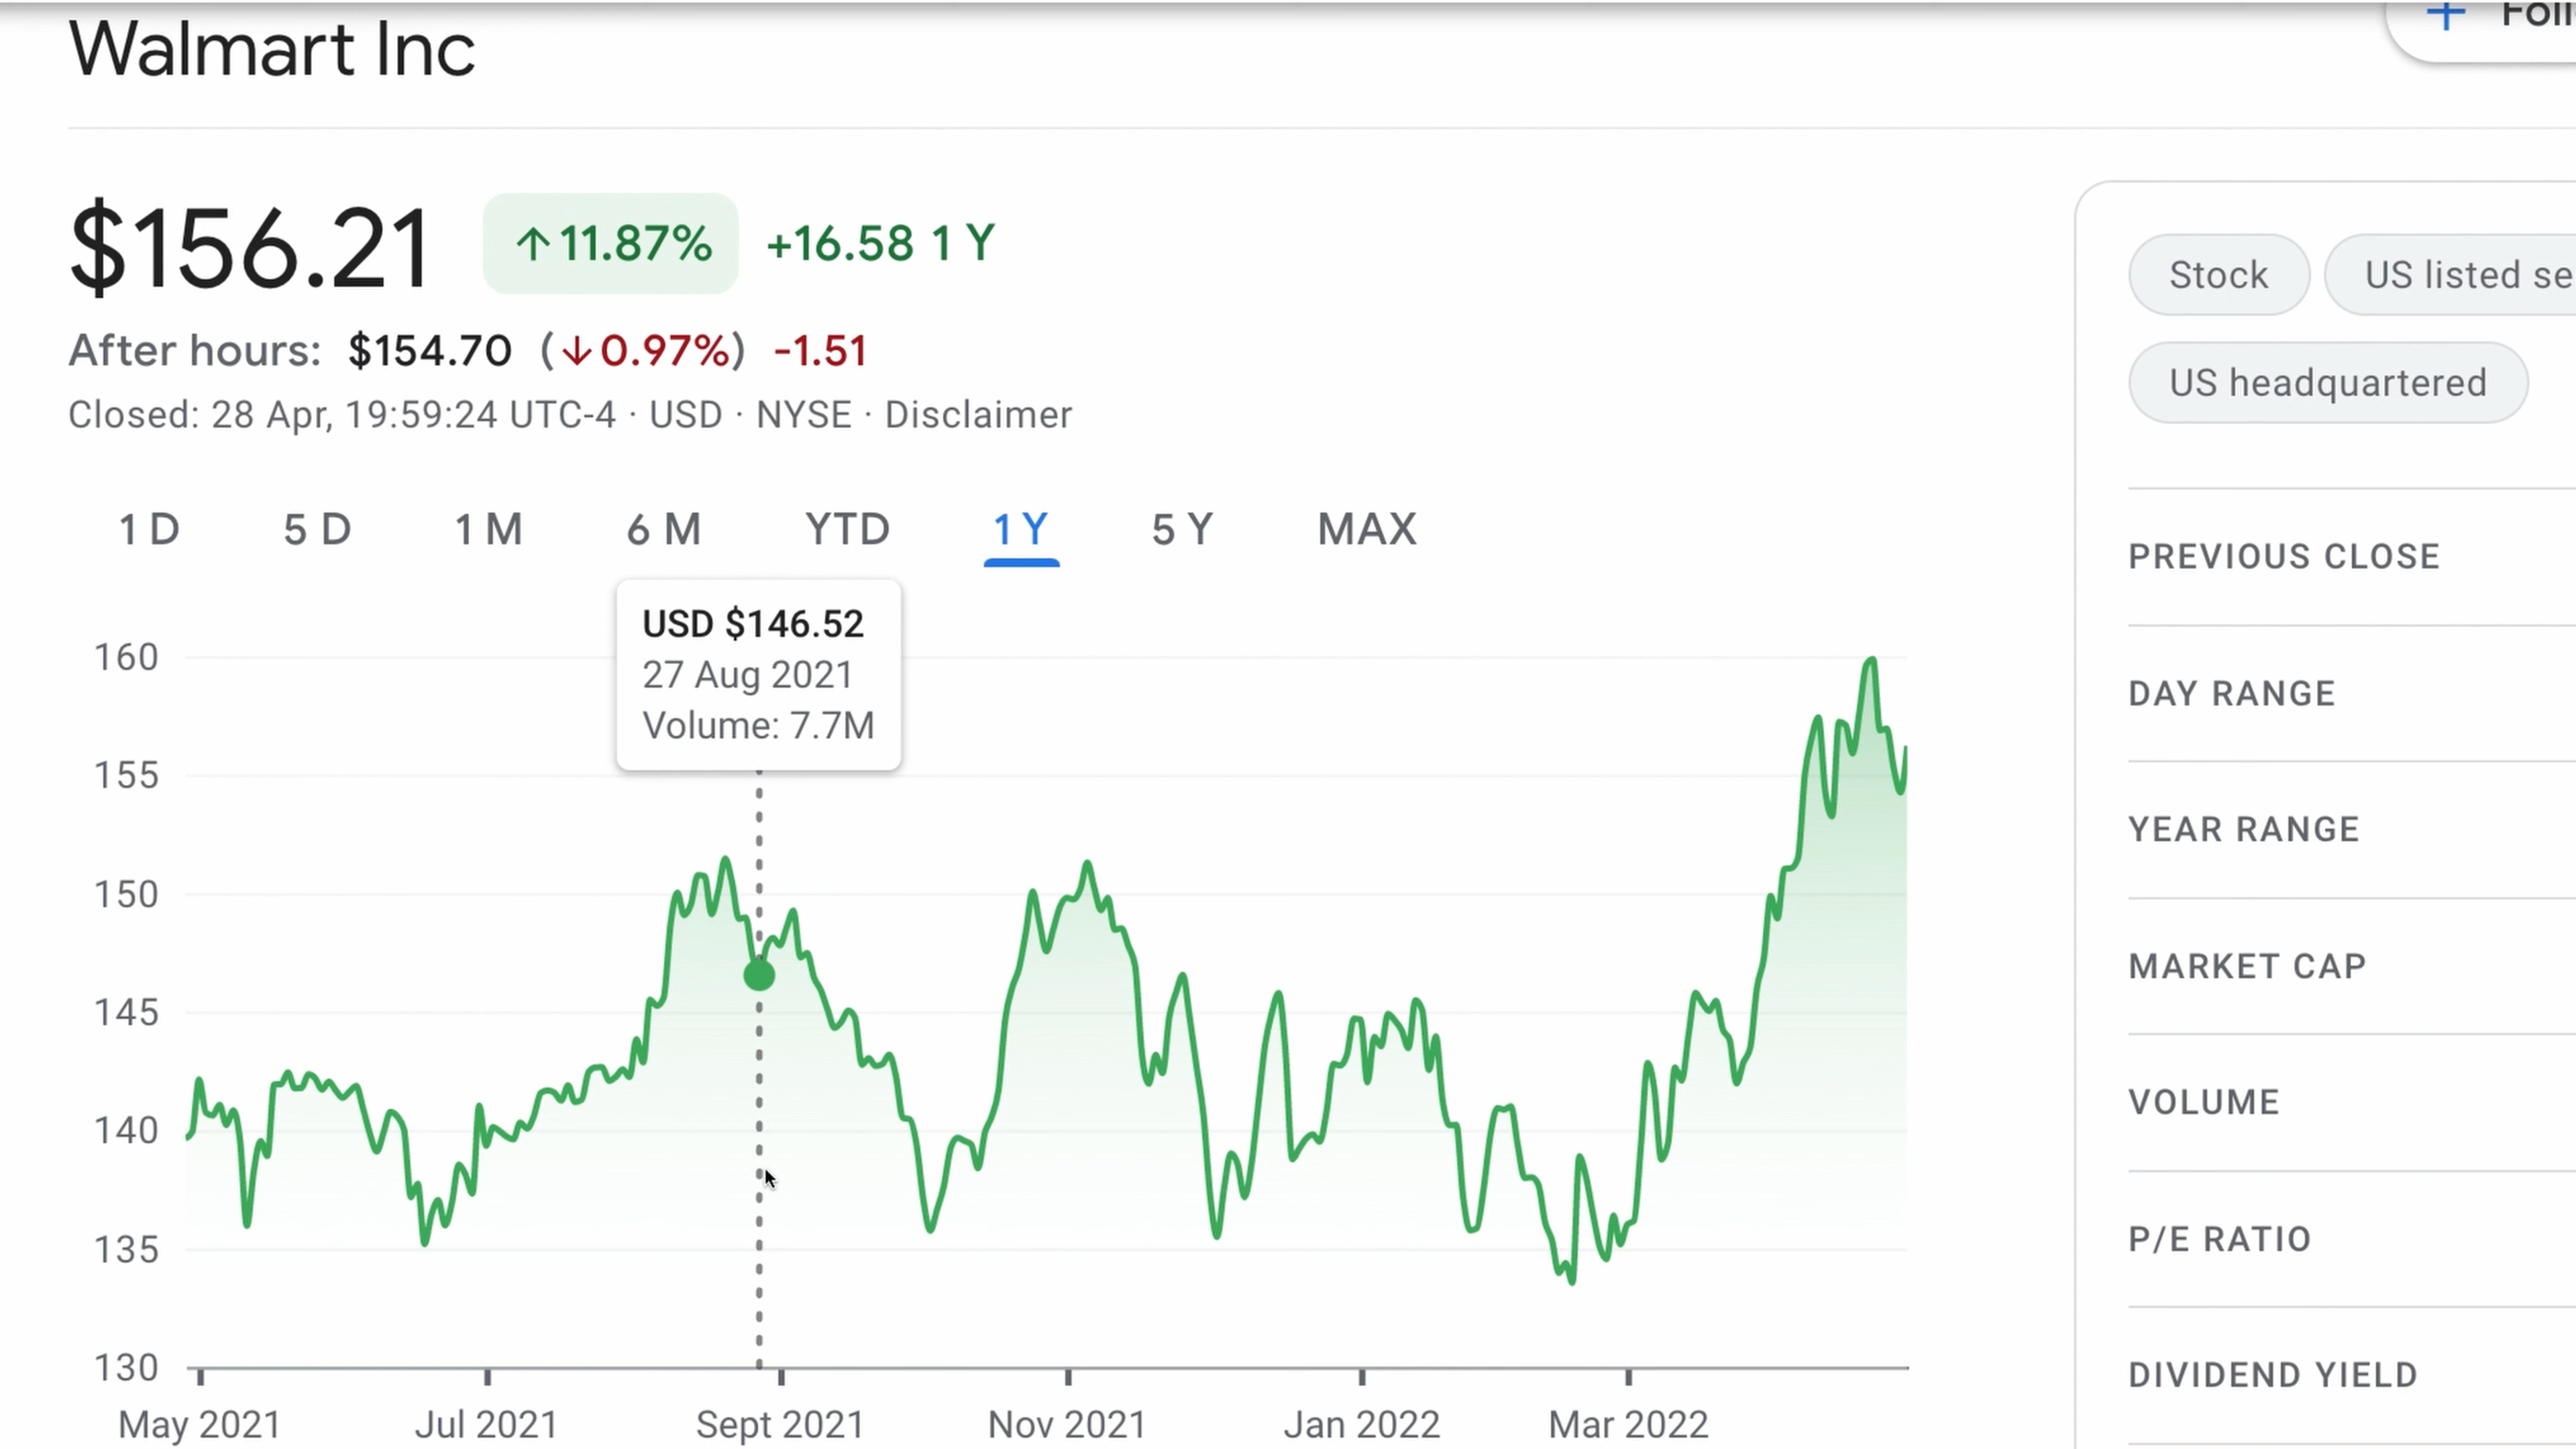 Walmart Inc
$156.21 ↑11.87% +16.58 1 Y
After hours: $154.70 (↓0.97%) -1.51
Closed: 28 Apr, 19:59:24 UTC-4 · USD · NYSE · Disclaimer
1 D 5 D 1 M 6 M YTD 1 Y 5 Y MAX
USD $146.52
27 Aug 2021
Volume: 7.7M
160
155
150
145
140
135
130
May 2021 Jul 2021 Sept 2021 Nov 2021 Jan 2022 Mar 2022
Stock US listed
US headquartered
PREVIOUS CLOSE
DAY RANGE
YEAR RANGE
MARKET CAP
VOLUME
P/E RATIO
DIVIDEND YIELD